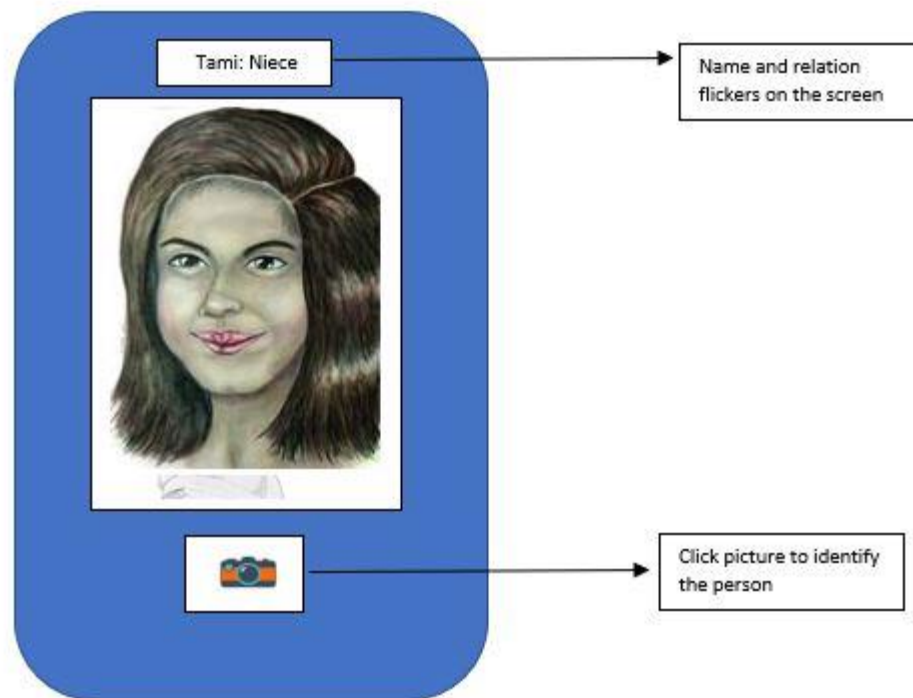 Tami: Niece
Name and relation
flickers on the screen
Click picture to identify
the person